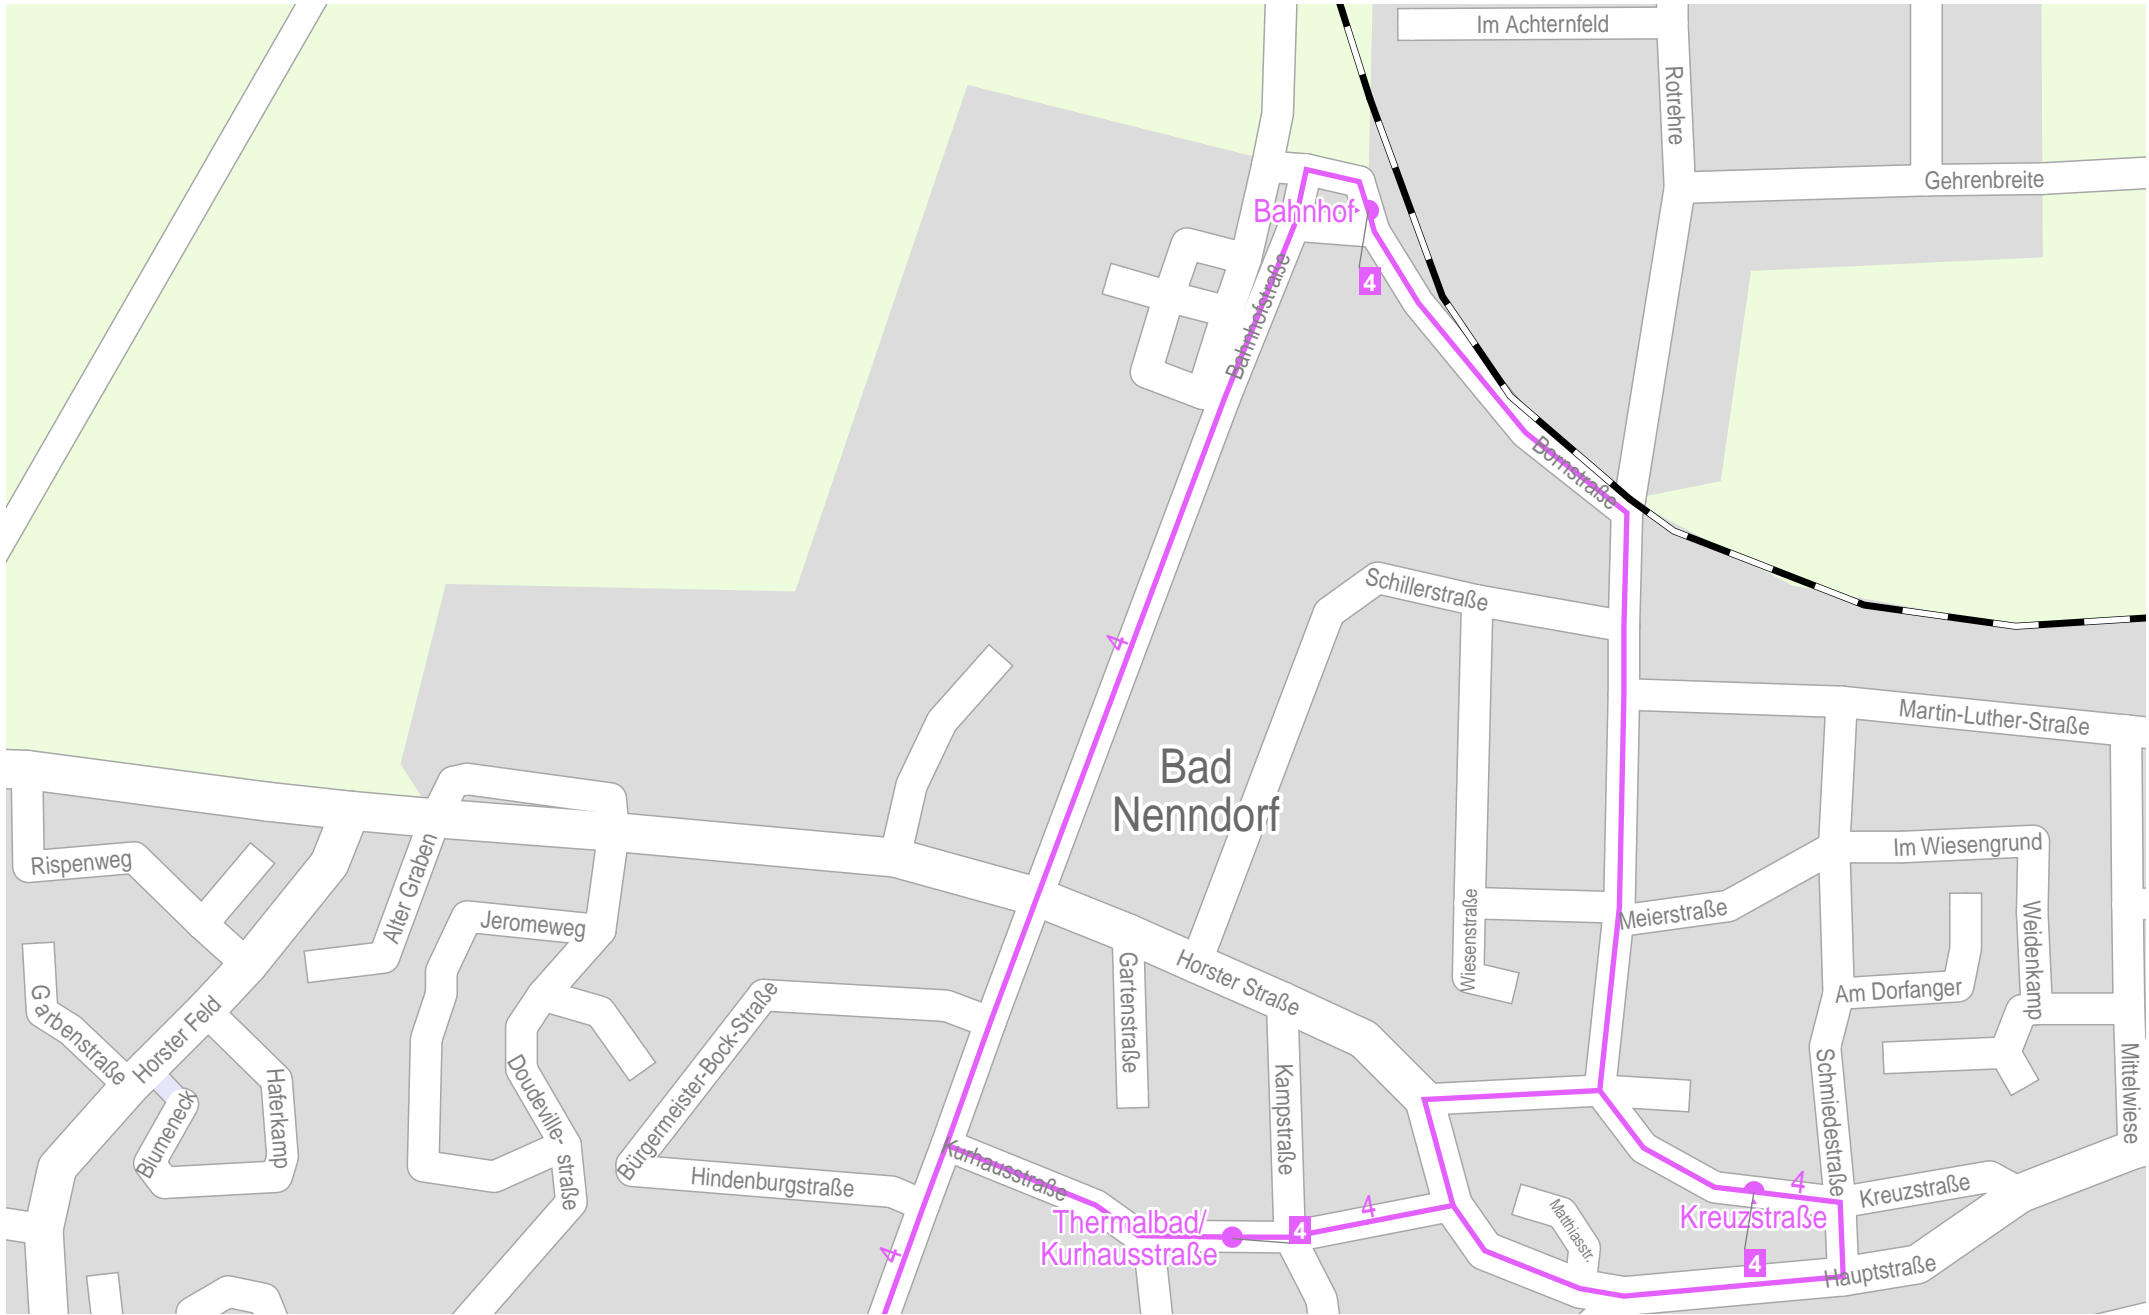 Im Achternfeld
Rotrehre
Gehrenbreite
Bahnhof
4
Bahnhofstraße
Bornstraße
Schillerstraße
4
Martin-Luther-Straße
Bad
Nenndorf
Rispenweg
Alter Graben
Jeromeweg
Im Wiesengrund
Meierstraße
Wiesenstraße
Weidenkamp
Am Dorfanger
Horster Straße
Gartenstraße
Garbenstraße
Horster Feld
Bürgermeister-Bock-Straße
Doudeville-
straße
Haferkamp
Blumeneck
Kampstraße
Schmiedestraße
Mittelwiese
Kurhausstraße
Hindenburgstraße
4
Kreuzstraße
Thermalbad/
Kurhausstraße
4
4
Kreuzstraße
Matthiasstr.
4
4
Hauptstraße